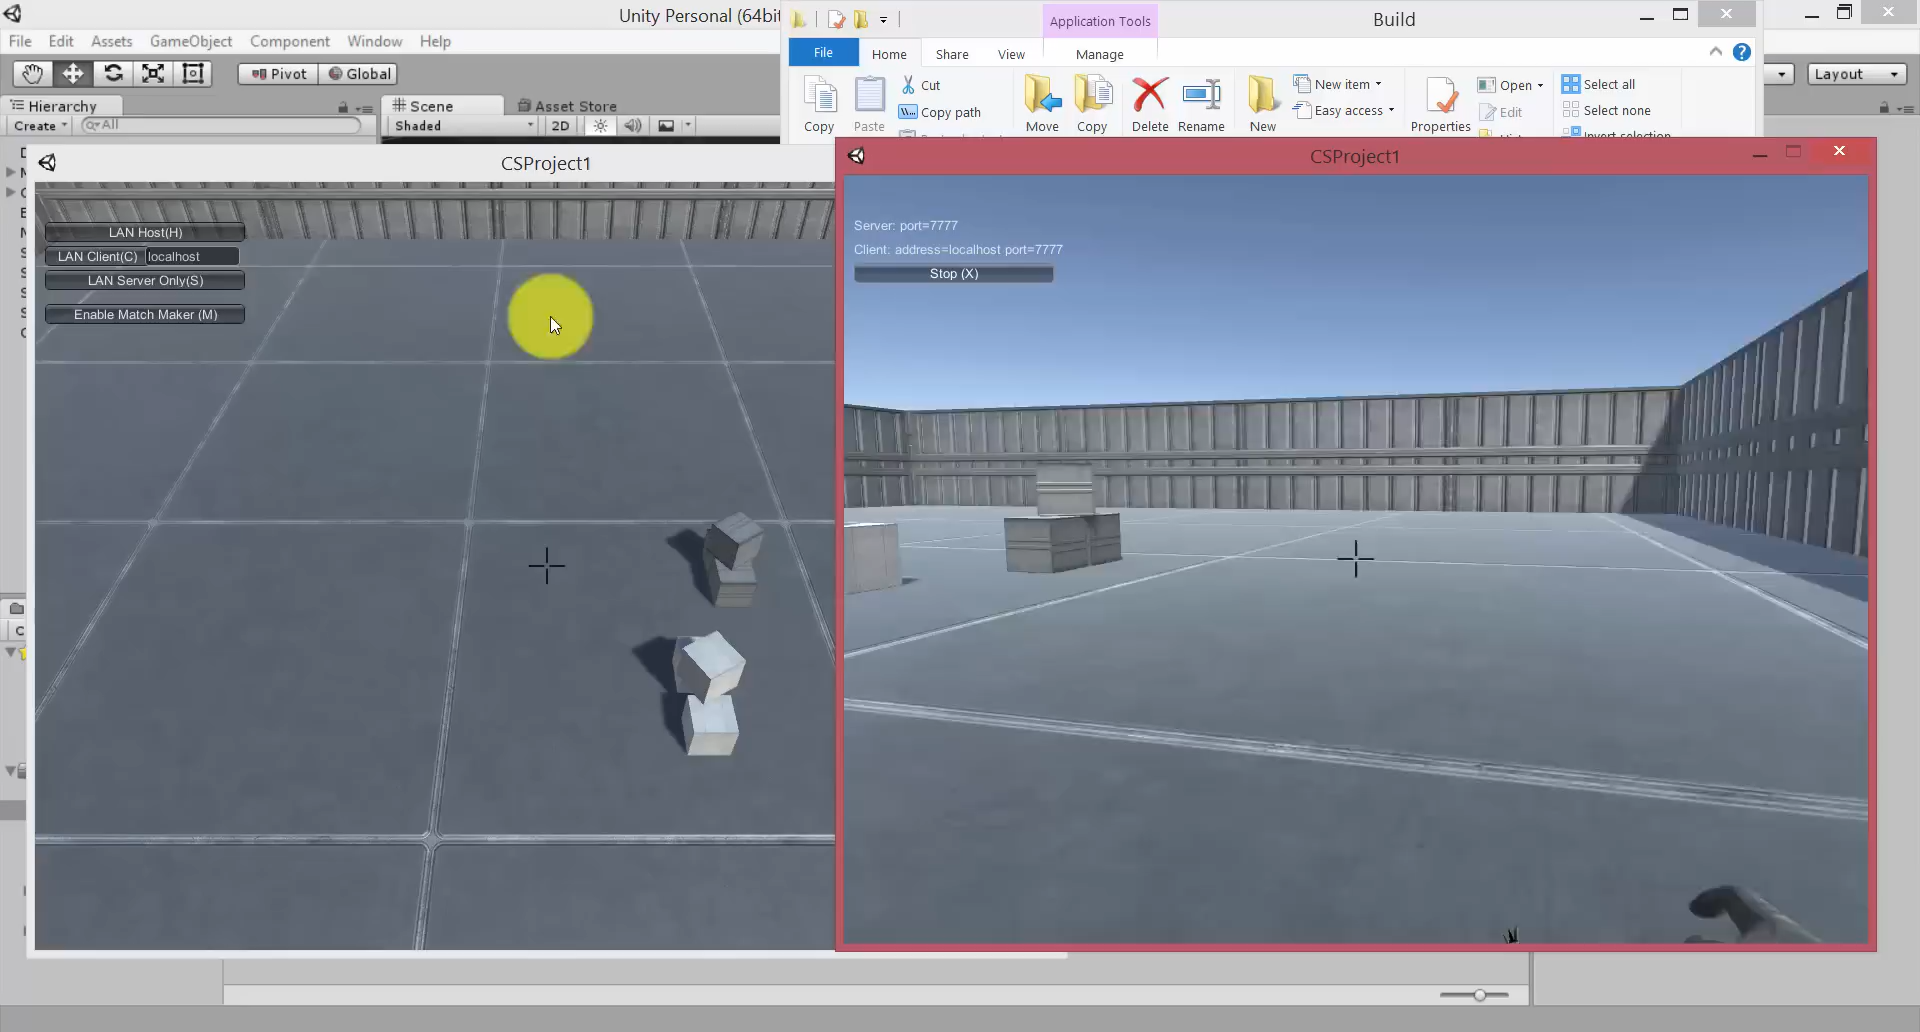 Unity Personal (64bit
Build
Application Tools
File Edit Assets GameObject Component Window Help
File Home Share View Manage
Pivot Global
Layout
Hierarchy
Scene Asset Store
Create All
Shaded 2D
Copy
Paste
Cut
Copy path
Move
Copy
Delete
Rename
New
New item
Easy access
Properties
Open
Edit
Select all
Select none
Invert selection
CSProject1
LAN Host(H)
LAN Client(C) localhost
LAN Server Only(S)
Enable Match Maker (M)
CSProject1
Server: port=7777
Client: address=localhost port=7777
Stop (X)